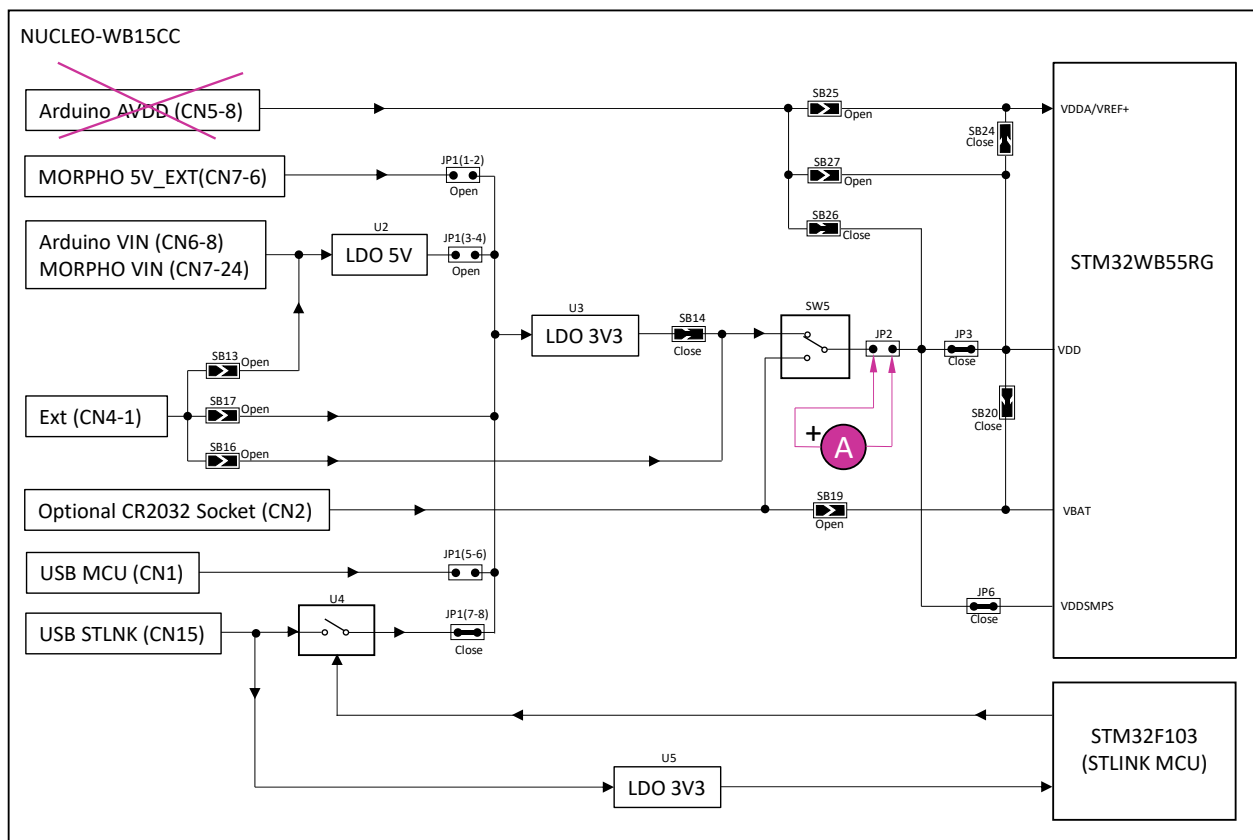 NUCLEO-WB15CC
Arduino AVDD (CN5-8)
SB25
Open
VDDA/VREF+
SB24
Close
MORPHO 5V_EXT(CN7-6)
JP1(1-2)
Open
SB27
Open
SB26
Close
Arduino VIN (CN6-8)
MORPHO VIN (CN7-24)
U2
LDO 5V
JP1(3-4)
Open
STM32WB55RG
U3
LDO 3V3
SB14
Close
SW5
JP2
JP3
Close
VDD
SB13
Open
Ext (CN4-1)
SB17
Open
SB16
Open
+
A
SB20
Close
Optional CR2032 Socket (CN2)
SB19
Open
VBAT
USB MCU (CN1)
JP1(5-6)
USB STLNK (CN15)
U4
JP1(7-8)
Close
JP6
Close
VDDSMPS
STM32F103
(STLINK MCU)
U5
LDO 3V3